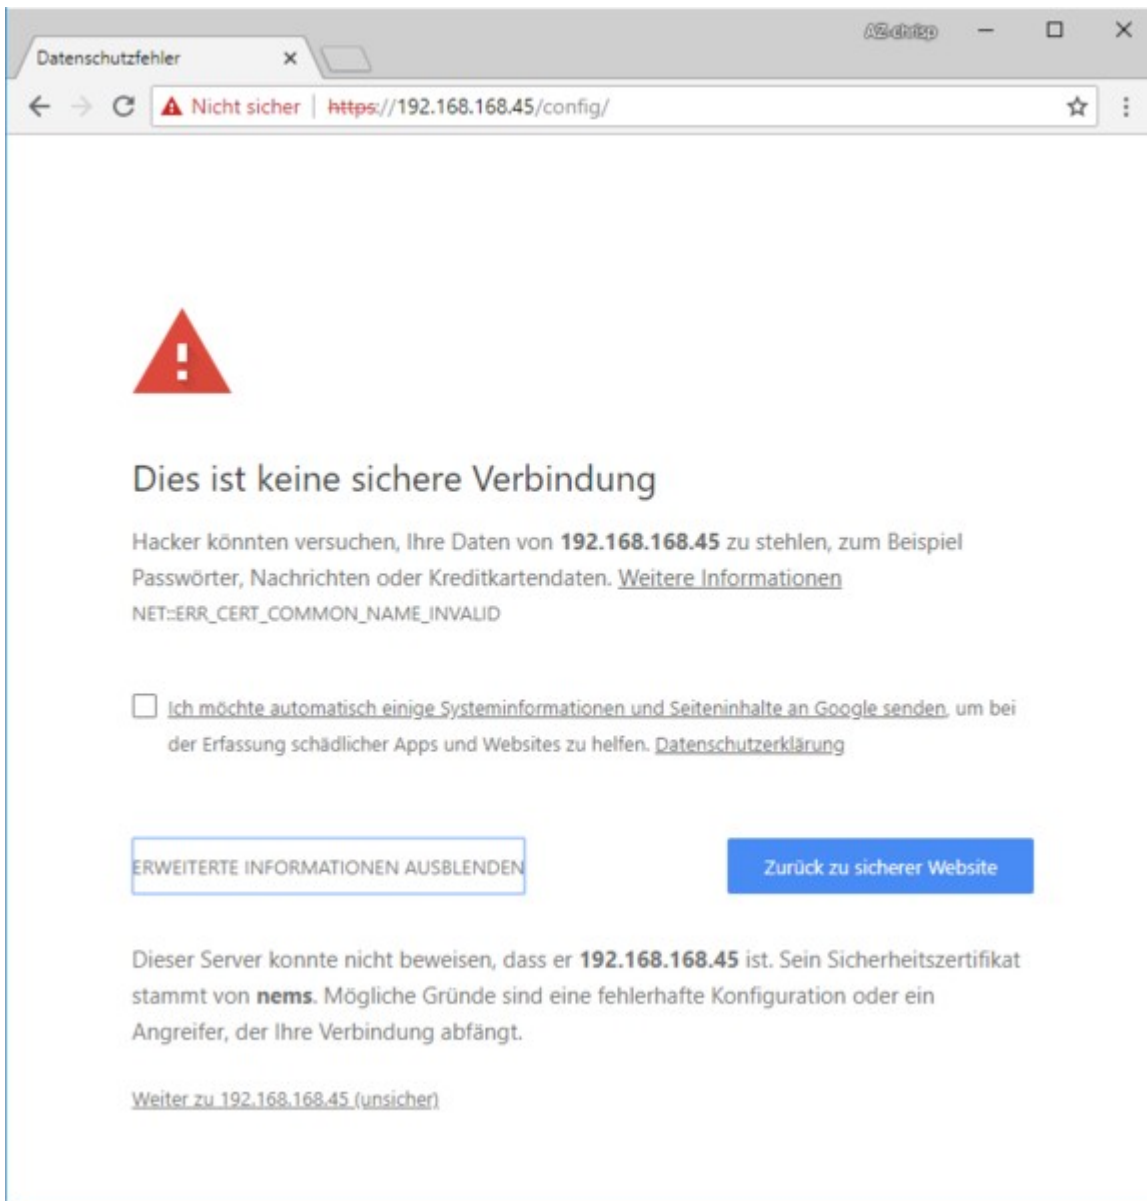 AZ-chrisp
Datenschutzfehler
Nicht sicher | https://192.168.168.45/config/
Dies ist keine sichere Verbindung
Hacker könnten versuchen, Ihre Daten von 192.168.168.45 zu stehlen, zum Beispiel
Passwörter, Nachrichten oder Kreditkartendaten. Weitere Informationen
NET::ERR_CERT_COMMON_NAME_INVALID
Ich möchte automatisch einige Systeminformationen und Seiteninhalte an Google senden, um bei
der Erfassung schädlicher Apps und Websites zu helfen. Datenschutzerklärung
ERWEITERTE INFORMATIONEN AUSBLENDEN
Zurück zu sicherer Website
Dieser Server konnte nicht beweisen, dass er 192.168.168.45 ist. Sein Sicherheitszertifikat
stammt von nems. Mögliche Gründe sind eine fehlerhafte Konfiguration oder ein
Angreifer, der Ihre Verbindung abfängt.
Weiter zu 192.168.168.45 (unsicher)